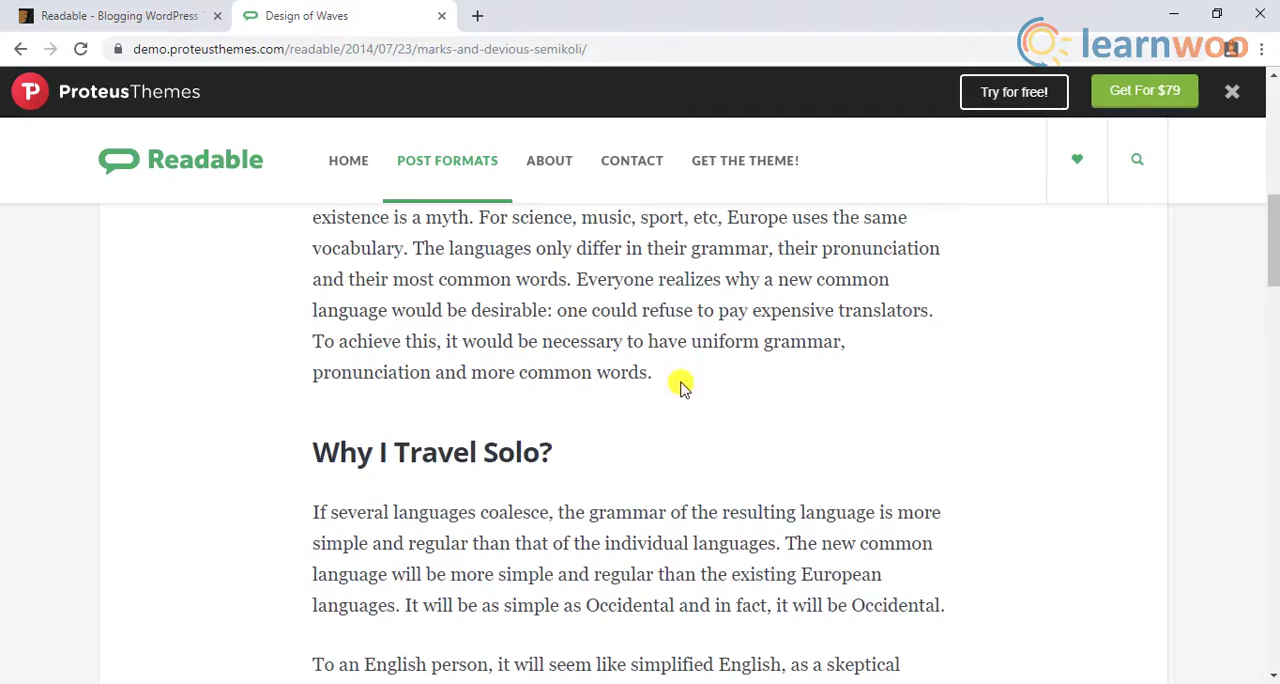 Readable - Blogging WordPress
Design of Waves
learnwoo
demo.proteusthemes.com/readable/2014/07/23/marks-and-devious-semikoli/
ProteusThemes
Try for free!
Get For $79
Readable
HOME
POST FORMATS
ABOUT
CONTACT
GET THE THEME!
existence is a myth. For science, music, sport, etc, Europe uses the same
vocabulary. The languages only differ in their grammar, their pronunciation
and their most common words. Everyone realizes why a new common
language would be desirable: one could refuse to pay expensive translators.
To achieve this, it would be necessary to have uniform grammar,
pronunciation and more common words.
Why I Travel Solo?
If several languages coalesce, the grammar of the resulting language is more
simple and regular than that of the individual languages. The new common
language will be more simple and regular than the existing European
languages. It will be as simple as Occidental and in fact, it will be Occidental.
To an English person, it will seem like simplified English, as a skeptical